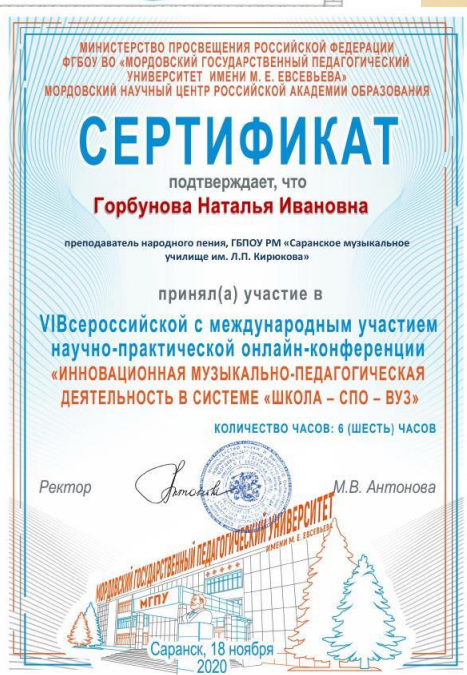 МИНИСТЕРСТВО ПРОСВЕЩЕНИЯ РОССИЙСКОЙ ФЕДЕРАЦИИ
ФГБОУ ВО «МОРДОВСКИЙ ГОСУДАРСТВЕННЫЙ ПЕДАГОГИЧЕСКИЙ
УНИВЕРСИТЕТ ИМЕНИ М. Е. ЕВСЕВЬЕВА»
МОРДОВСКИЙ НАУЧНЫЙ ЦЕНТР РОССИЙСКОЙ АКАДЕМИИ ОБРАЗОВАНИЯ
СЕРТИФИКАТ
подтверждает, что
Горбунова Наталья Ивановна
преподаватель народного пения, ГБПОУ РМ «Саранское музыкальное
училище им. Л.П. Кирюкова»
принял(а) участие в
VIВсероссийской с международным участием
научно-практической онлайн-конференции
«ИННОВАЦИОННАЯ МУЗЫКАЛЬНО-ПЕДАГОГИЧЕСКАЯ
ДЕЯТЕЛЬНОСТЬ В СИСТЕМЕ «ШКОЛА – СПО – ВУЗ»
КОЛИЧЕСТВО ЧАСОВ: 6 (ШЕСТЬ) ЧАСОВ
Ректор
М.В. Антонова
МОРДОВСКИЙ ГОСУДАРСТВЕННЫЙ ПЕДАГОГИЧЕСКИЙ УНИВЕРСИТЕТ
ИМЕНИ М. Е. ЕВСЕВЬЕВА
МГПУ
Саранск, 18 ноября
2020